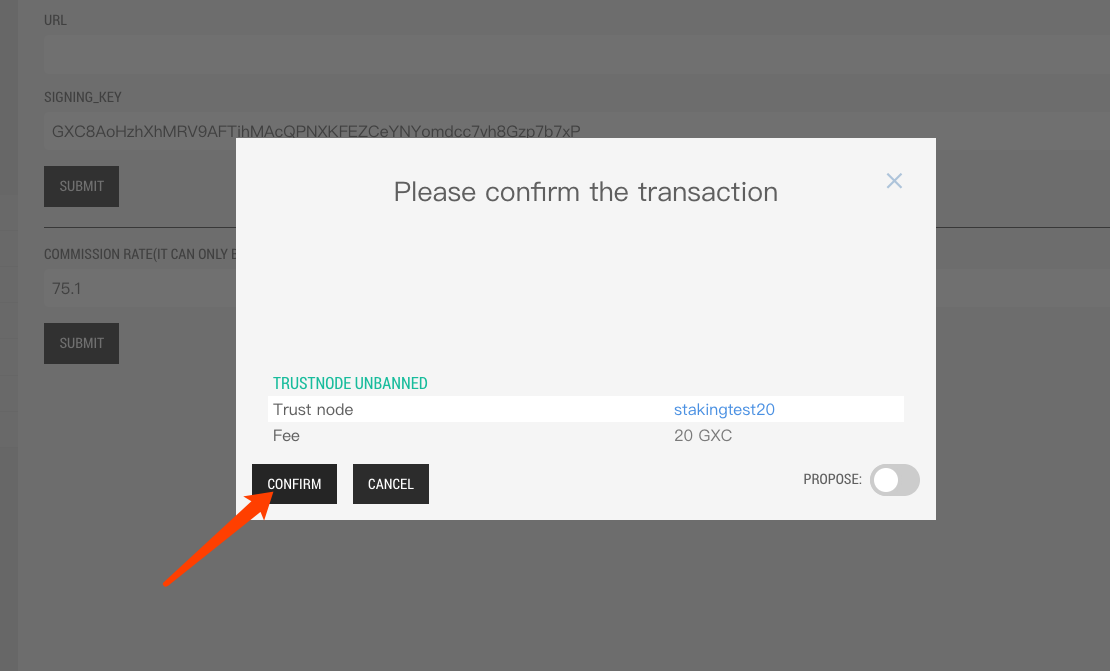 URL
SIGNING_KEY
GXC8AoHzhXhMRV9AFTjhMAcQPNXKFEZCeYNYomdcc7vh8Gzp7b7xP
SUBMIT
Please confirm the transaction
COMMISSION RATE(IT CAN ONLY
75.1
SUBMIT
TRUSTNODE UNBANNED
Trust node stakingtest20
Fee 20 GXC
CONFIRM CANCEL PROPOSE: